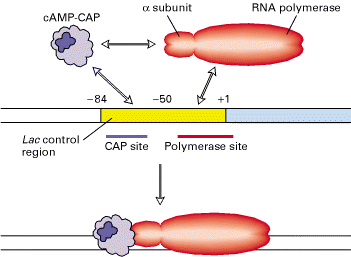 cAMP-CAP
α subunit
RNA polymerase
−84
−50
+1
Lac control
region
CAP site
Polymerase site